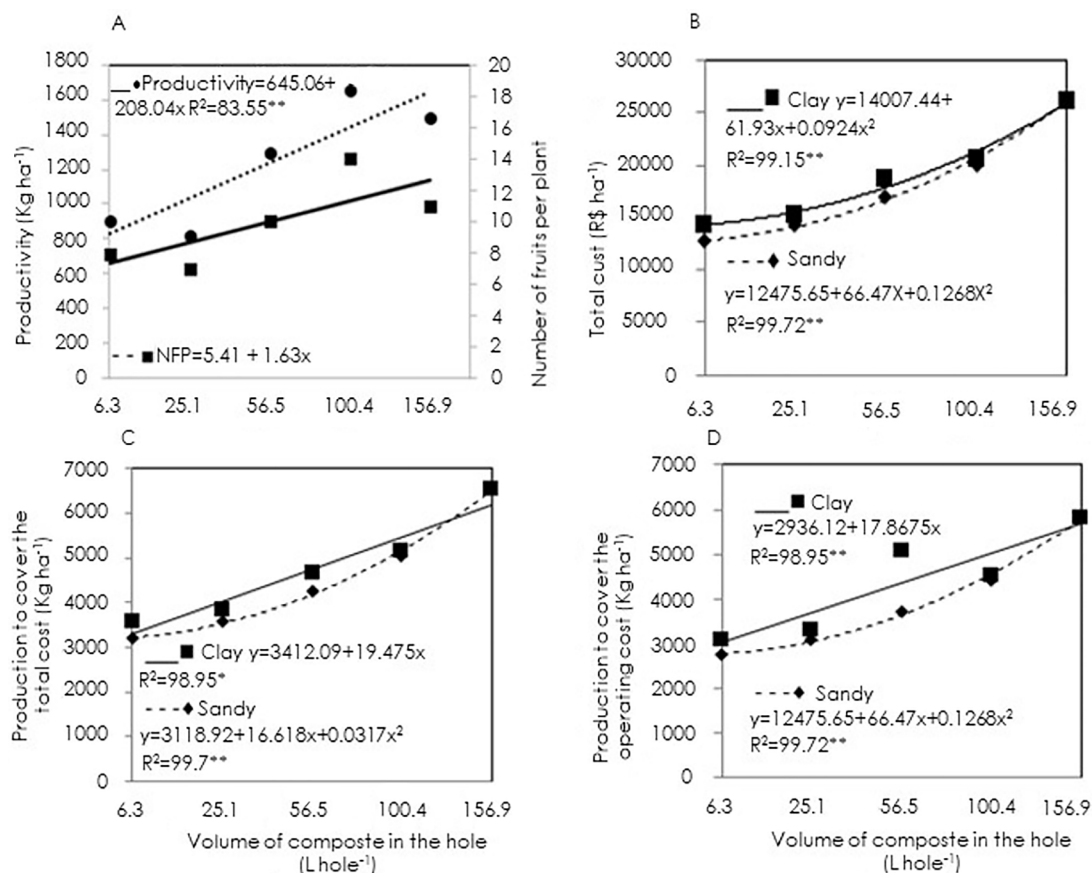 A
Productivity (Kg ha⁻¹)
1800
1600
1400
1200
1000
800
600
400
200
0
Productivity=645.06+
208.04x R²=83.55**
NFP=5.41 + 1.63x
20
18
16
14
12
10
8
6
4
2
0
Number of fruits per plant
6.3 25.1 56.5 100.4 156.9
B
Total cust (R$ ha⁻¹)
30000
25000
20000
15000
10000
5000
0
Clay y=14007.44+
61.93x+0.0924x²
R²=99.15**
Sandy
y=12475.65+66.47X+0.1268X²
R²=99.72**
6.3 25.1 56.5 100.4 156.9
C
Production to cover the
total cost (Kg ha⁻¹)
7000
6000
5000
4000
3000
2000
1000
0
Clay y=3412.09+19.475x
R²=98.95*
Sandy
y=3118.92+16.618x+0.0317x²
R²=99.7**
6.3 25.1 56.5 100.4 156.9
Volume of composte in the hole
(L hole⁻¹)
D
Production to cover the
operating cost (Kg ha⁻¹)
7000
6000
5000
4000
3000
2000
1000
0
Clay
y=2936.12+17.8675x
R²=98.95**
Sandy
y=12475.65+66.47x+0.1268x²
R²=99.72**
6.3 25.1 56.5 100.4 156.9
Volume of composte in the hole
(L hole⁻¹)